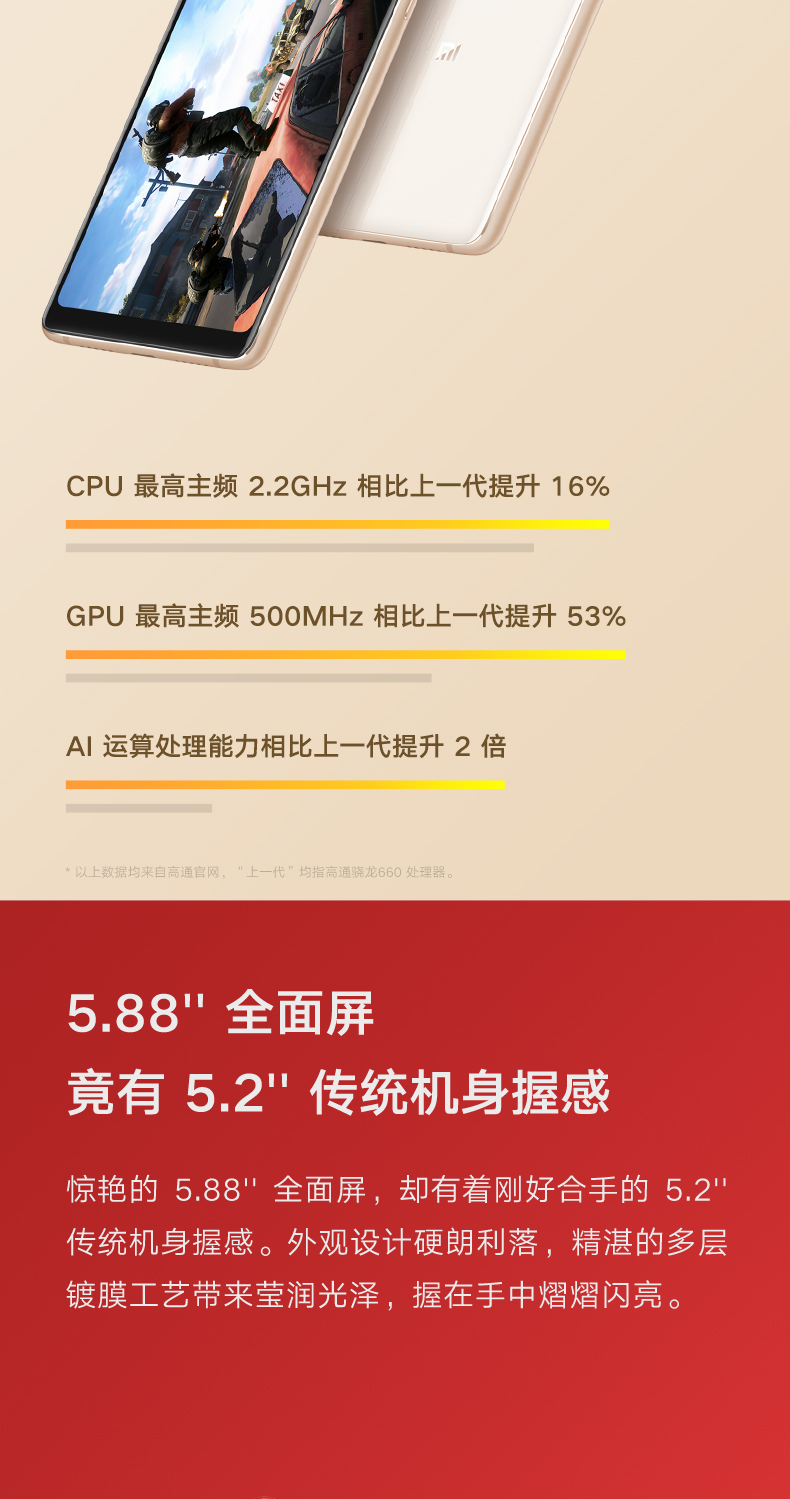 TAXI
CPU 最高主频 2.2GHz 相比上一代提升 16%
GPU 最高主频 500MHz 相比上一代提升 53%
AI 运算处理能力相比上一代提升 2 倍
* 以上数据均来自高通官网，“上一代”均指高通骁龙660 处理器。
5.88'' 全面屏
竟有 5.2'' 传统机身握感
惊艳的 5.88'' 全面屏，却有着刚好合手的 5.2''
传统机身握感。外观设计硬朗利落，精湛的多层
镀膜工艺带来莹润光泽，握在手中熠熠闪亮。